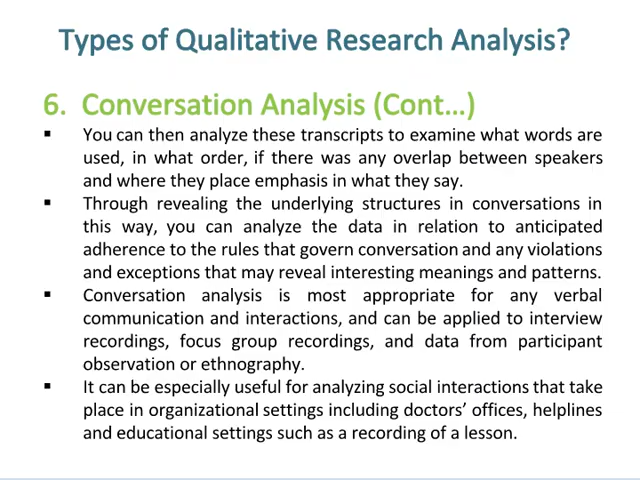 Types of Qualitative Research Analysis?
6. Conversation Analysis (Cont...)
▪ You can then analyze these transcripts to examine what words are
used, in what order, if there was any overlap between speakers
and where they place emphasis in what they say.
▪ Through revealing the underlying structures in conversations in
this way, you can analyze the data in relation to anticipated
adherence to the rules that govern conversation and any violations
and exceptions that may reveal interesting meanings and patterns.
▪ Conversation analysis is most appropriate for any verbal
communication and interactions, and can be applied to interview
recordings, focus group recordings, and data from participant
observation or ethnography.
▪ It can be especially useful for analyzing social interactions that take
place in organizational settings including doctors’ offices, helplines
and educational settings such as a recording of a lesson.